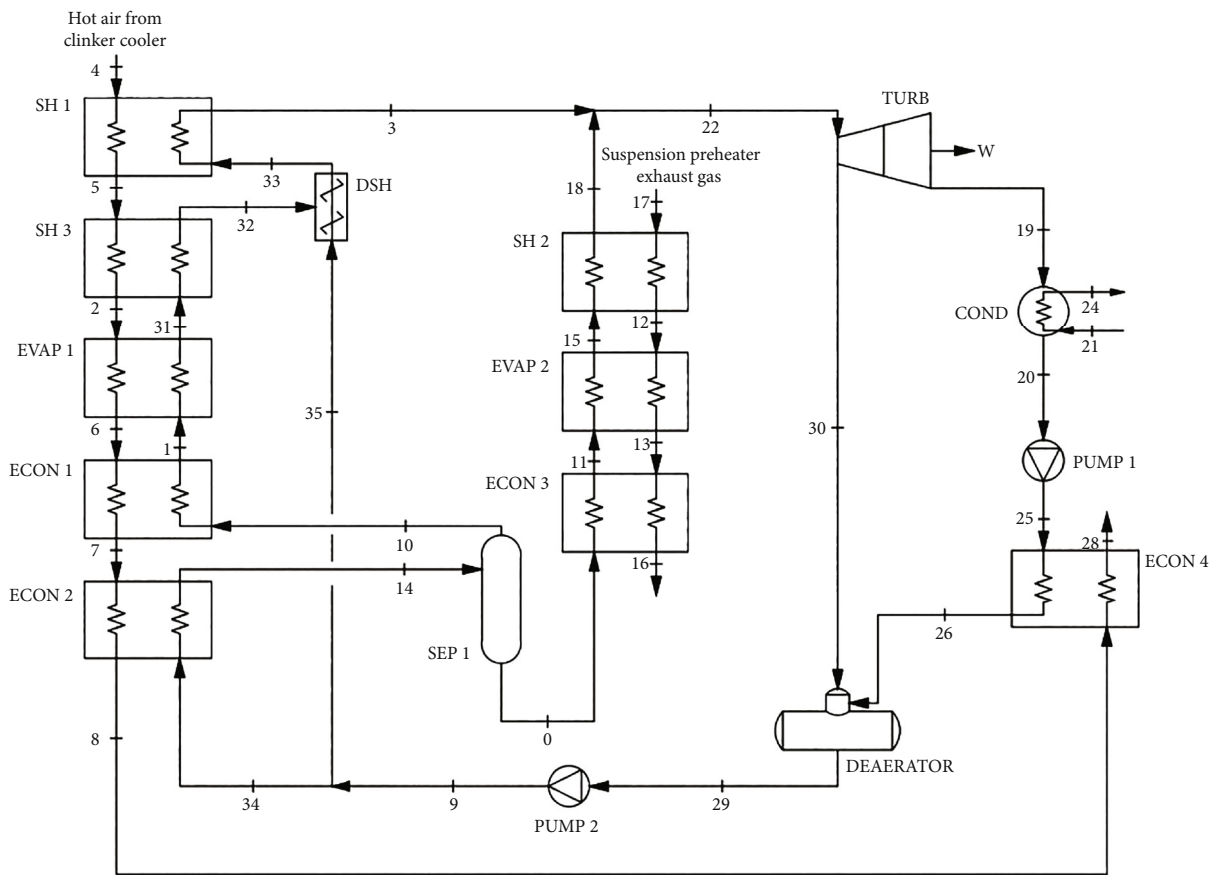 Hot air from
clinker cooler
4
SH 1
3
22
TURB
W
33
DSH
Suspension preheater
exhaust gas
5
18
17
32
SH 3
SH 2
19
2
31
12
COND
24
21
EVAP 1
15
EVAP 2
20
35
6
1
30
13
11
ECON 1
ECON 3
PUMP 1
10
25
7
14
16
28
ECON 4
ECON 2
26
SEP 1
8
0
DEAERATOR
34
9
29
PUMP 2